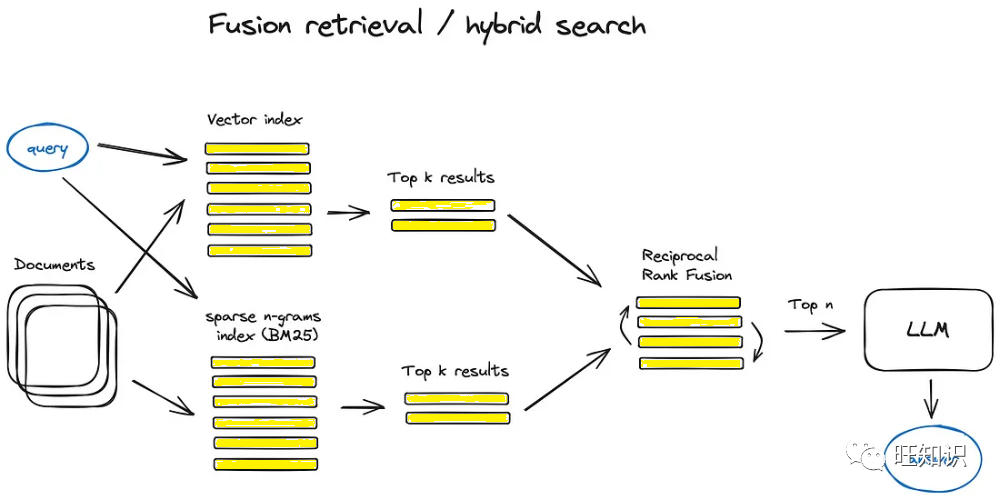 Fusion retrieval / hybrid search
Vector index
query
Top k results
Documents
Reciprocal
Rank Fusion
sparse n-grams
index (BM25)
Top n
LLM
Top k results
旺知识